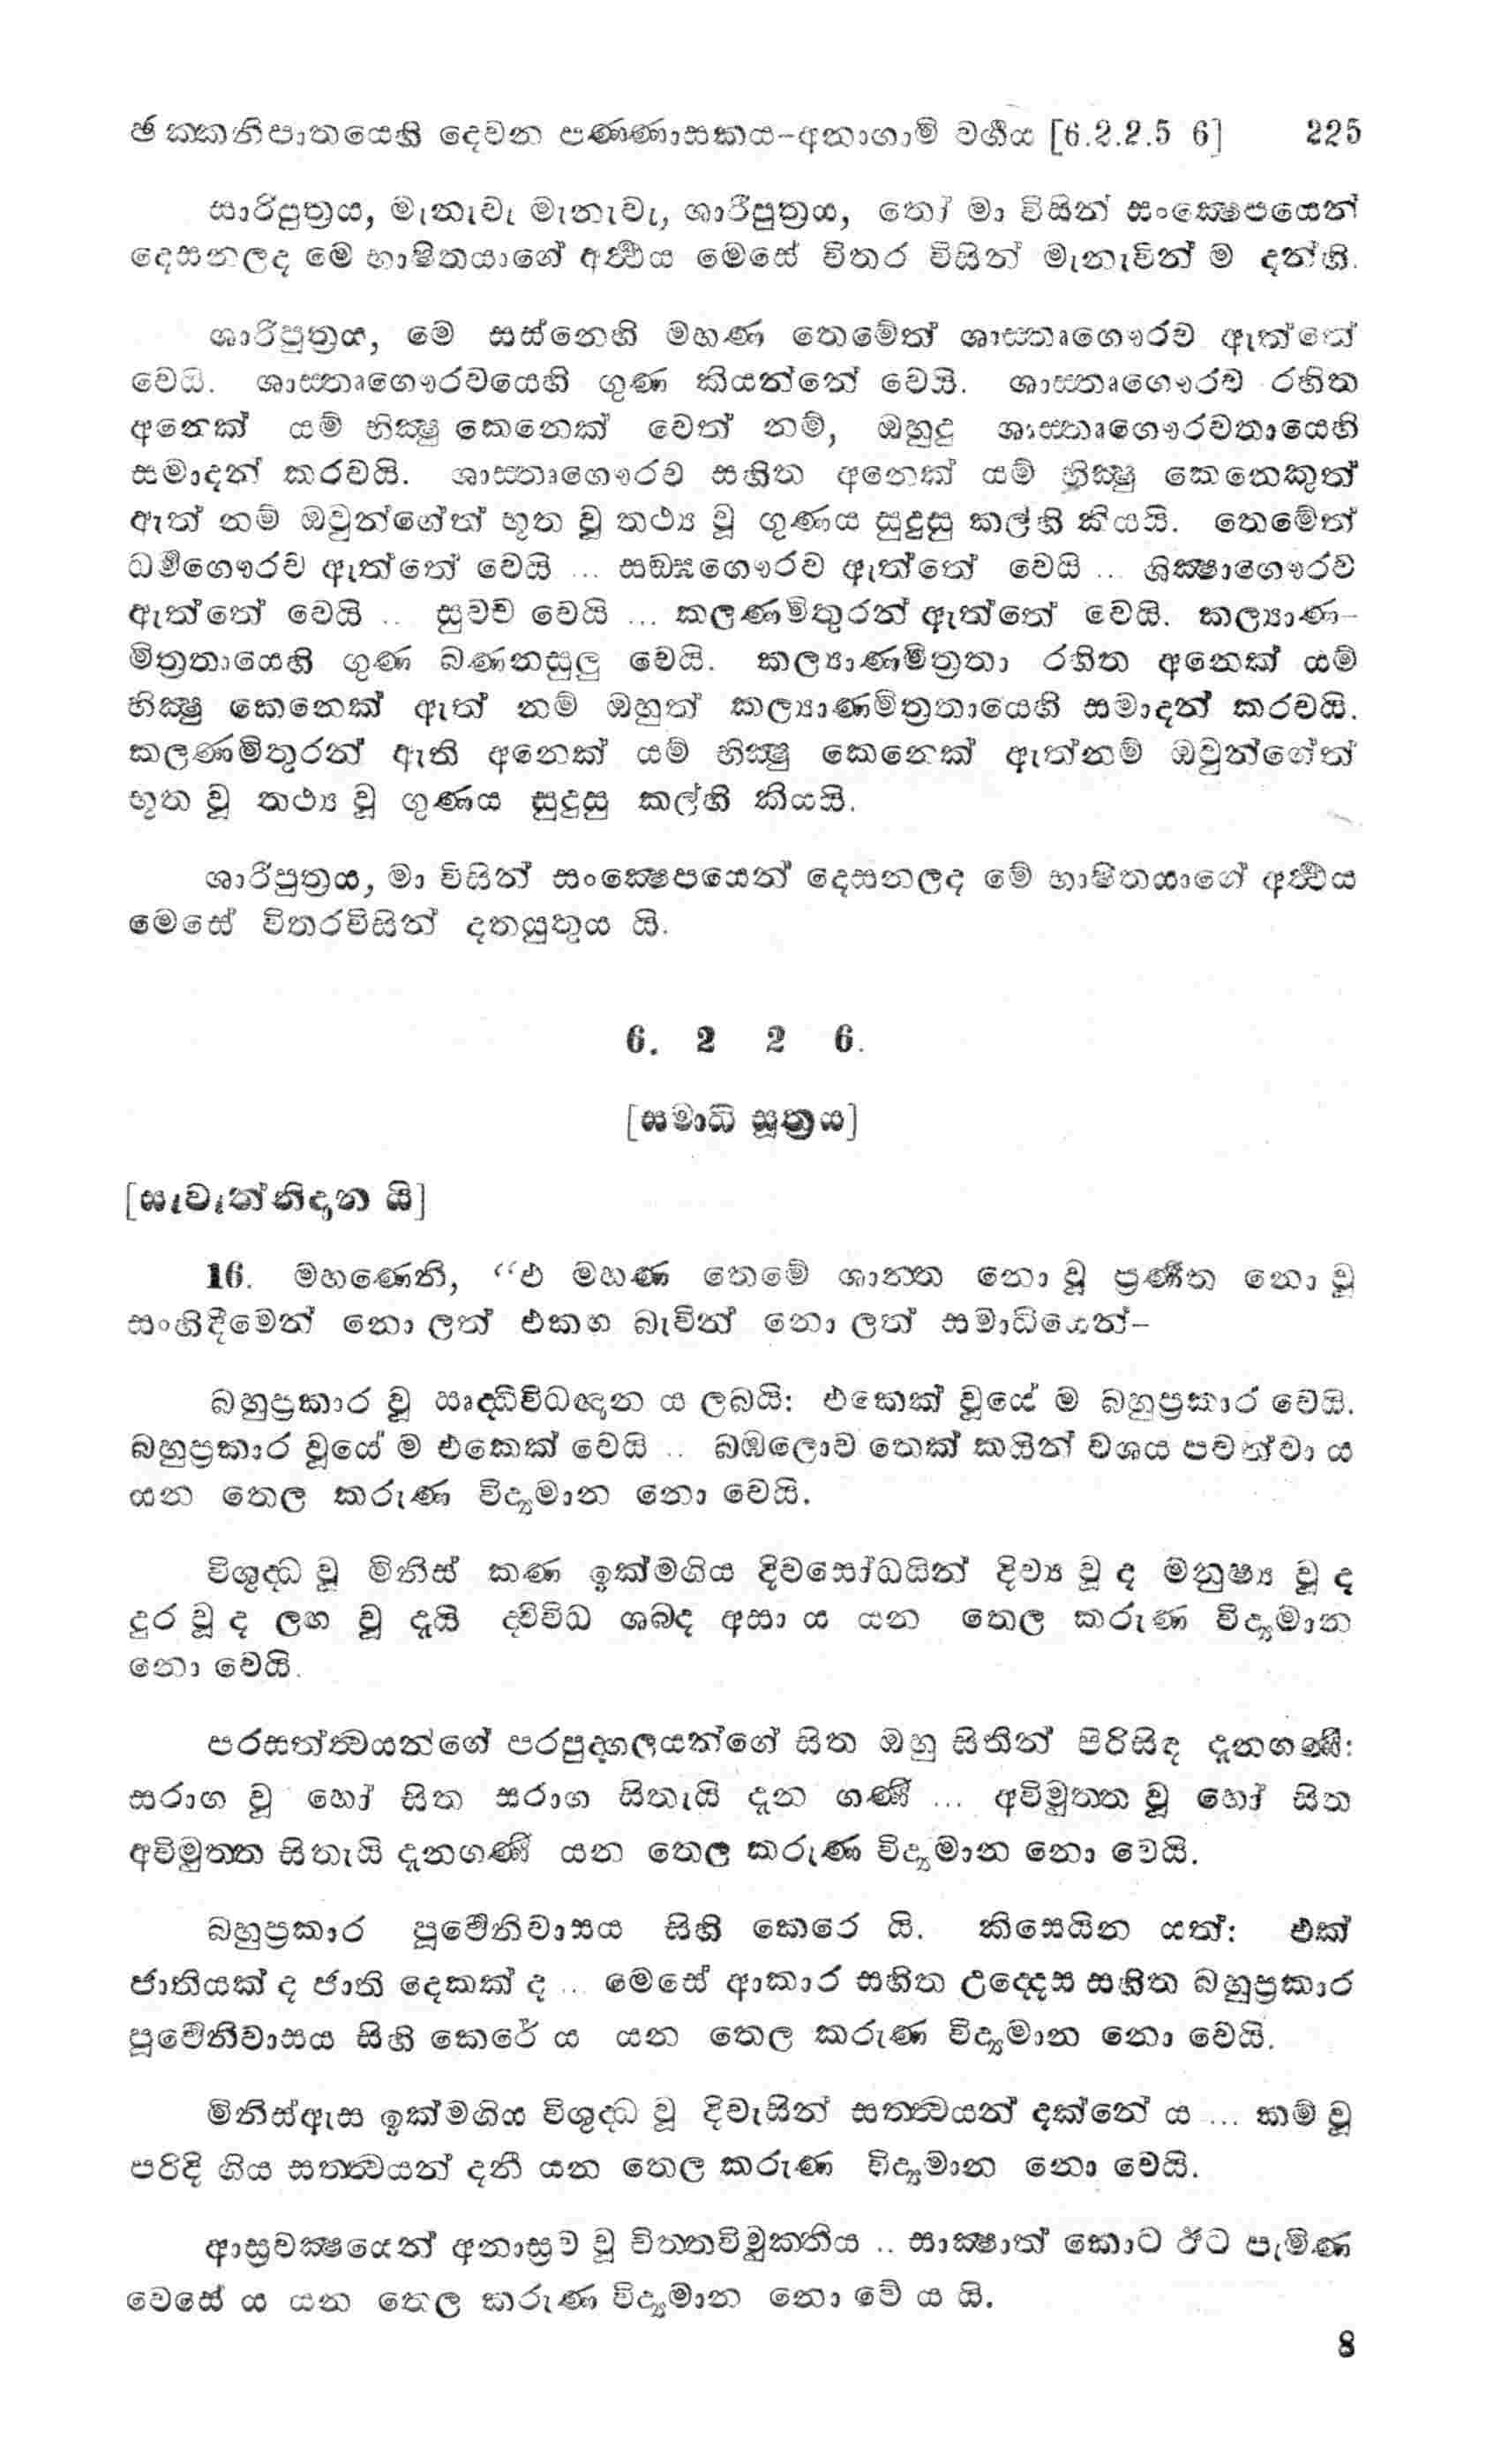 ඡක්කනිපාතයෙහි දෙවන පණ්ණාසකය-අනාගාමි වර්‍ගය [6.2.2.5 6] 225
සාරිපුත්‍රය, මැනැවැ මැනැවැ, ශාරීපුත්‍රය, තෝ මා විසින් සංක්‍ෂෙපයෙන්
දෙසනලද මෙ භාෂිතයාගේ අර්‍ත්‍ථය මෙසේ විතර විසින් මැනැවින් ම දන්හි.
ශාරිපුත්‍රය, මේ සස්නෙහි මහණ තෙමේත් ශාස්තෘගෞරව ඇත්තේ
වෙයි. ශාස්තෘගෞරවයෙහි ගුණ කියන්නේ වෙයි. ශාස්තෘගෞරව රහිත
අනෙක් යම් භික්‍ෂු කෙනෙක් වෙත් නම්, ඔහුදු ශාස්තෘගෞරවතායෙහි
සමාදන් කරවයි. ශාස්තෘගෞරව සහිත අනෙක් යම් භික්‍ෂු කෙනෙකුත්
ඇත් නම් ඔවුන්ගේත් භූත වූ තථ්‍ය වූ ගුණය සුදුසු කල්හි කියයි. තෙමේත්
ධර්‍මගෞරව ඇත්තේ වෙයි ... සඞ්ඝගෞරව ඇත්තේ වෙයි ... ශික්‍ෂාගෞරව
ඇත්තේ වෙයි .. සුවච වෙයි ... කලණමිතුරන් ඇත්තේ වෙයි. කල්‍යාණ-
මිත්‍රතායෙහි ගුණ බණනසුලු වෙයි. කල්‍යාණමිත්‍රතා රහිත අනෙක් යම්
භික්‍ෂු කෙනෙක් ඇත් නම් ඔහුත් කල්‍යාණමිත්‍රතායෙහි සමාදන් කරවයි.
කලණමිතුරන් ඇති අනෙක් යම් භික්‍ෂු කෙනෙක් ඇත්නම් ඔවුන්ගේත්
භූත වූ තථ්‍ය වූ ගුණය සුදුසු කල්හි කියයි.
ශාරිපුත්‍රය, මා විසින් සංක්‍ෂෙපයෙන් දෙසනලද මේ භාෂිතයාගේ අර්‍ත්‍ථය
මෙසේ විතරවිසින් දතයුතුය යි.
6. 2 2 6.
[සමාධි සූත්‍රය]
[සැවැත්නිදාන යි]
16. මහණෙනි, “එ මහණ තෙමේ ශාන්ත නො වූ ප්‍රණීත නො වූ
සංහිඳීමෙන් නො ලත් එකඟ බැවින් නො ලත් සමාධියෙන්-
බහුප්‍රකාර වූ ඍද්ධිවිධඥාන ය ලබයි: එකෙක් වූයේ ම බහුප්‍රකාර වෙයි.
බහුප්‍රකාර වූයේ ම එකෙක් වෙයි .. බඹලොව තෙක් කයින් වශය පවත්වා ය
යන තෙල කරුණ විද්‍යමාන නො වෙයි.
විශුද්ධ වූ මිනිස් කණ ඉක්මගිය දිවසෝධයින් දිව්‍ය වූ ද මනුෂ්‍ය වූ ද
දුර වූ ද ලඟ වූ දැයි ද්විවිධ ශබ්ද අසා ය යන තෙල කරුණ විද්‍යමාන
නො වෙයි.
පරසත්ත්‍වයන්ගේ පරපුද්ගලයන්ගේ සිත ඔහු සිතින් පිරිසිඳ දැනගණී:
සරාග වූ හෝ සිත සරාග සිතැයි දැන ගණී ... අවිමුත්ත වූ හෝ සිත
අවිමුත්ත සිතැයි දැනගණී යන තෙල කරුණ විද්‍යමාන නො වෙයි.
බහුප්‍රකාර පූර්‍වෙනිවාසය සිහි කෙරෙ යි. කිසෙයින යත්: එක්
ජාතියක් ද ජාති දෙකක් ද ... මෙසේ ආකාර සහිත උද්දෙස සහිත බහුප්‍රකාර
පූර්‍වෙනිවාසය සිහි කෙරේ ය යන තෙල කරුණ විද්‍යමාන නො වෙයි.
මිනිස්ඇස ඉක්මගිය විශුද්ධ වූ දිවැසින් සත්ත්‍වයන් දක්නේ ය ... කම් වූ
පරිදි ගිය සත්ත්‍වයන් දනී යන තෙල කරුණ විද්‍යමාන නො වෙයි.
ආස්‍රවක්‍ෂයෙන් අනාස්‍රව වූ චිත්තවිමුක්තිය .. සාක්‍ෂාත් කොට ඊට පැමිණ
වෙසේ ය යන තෙල කරුණ විද්‍යමාන නො වේ ය යි.
8